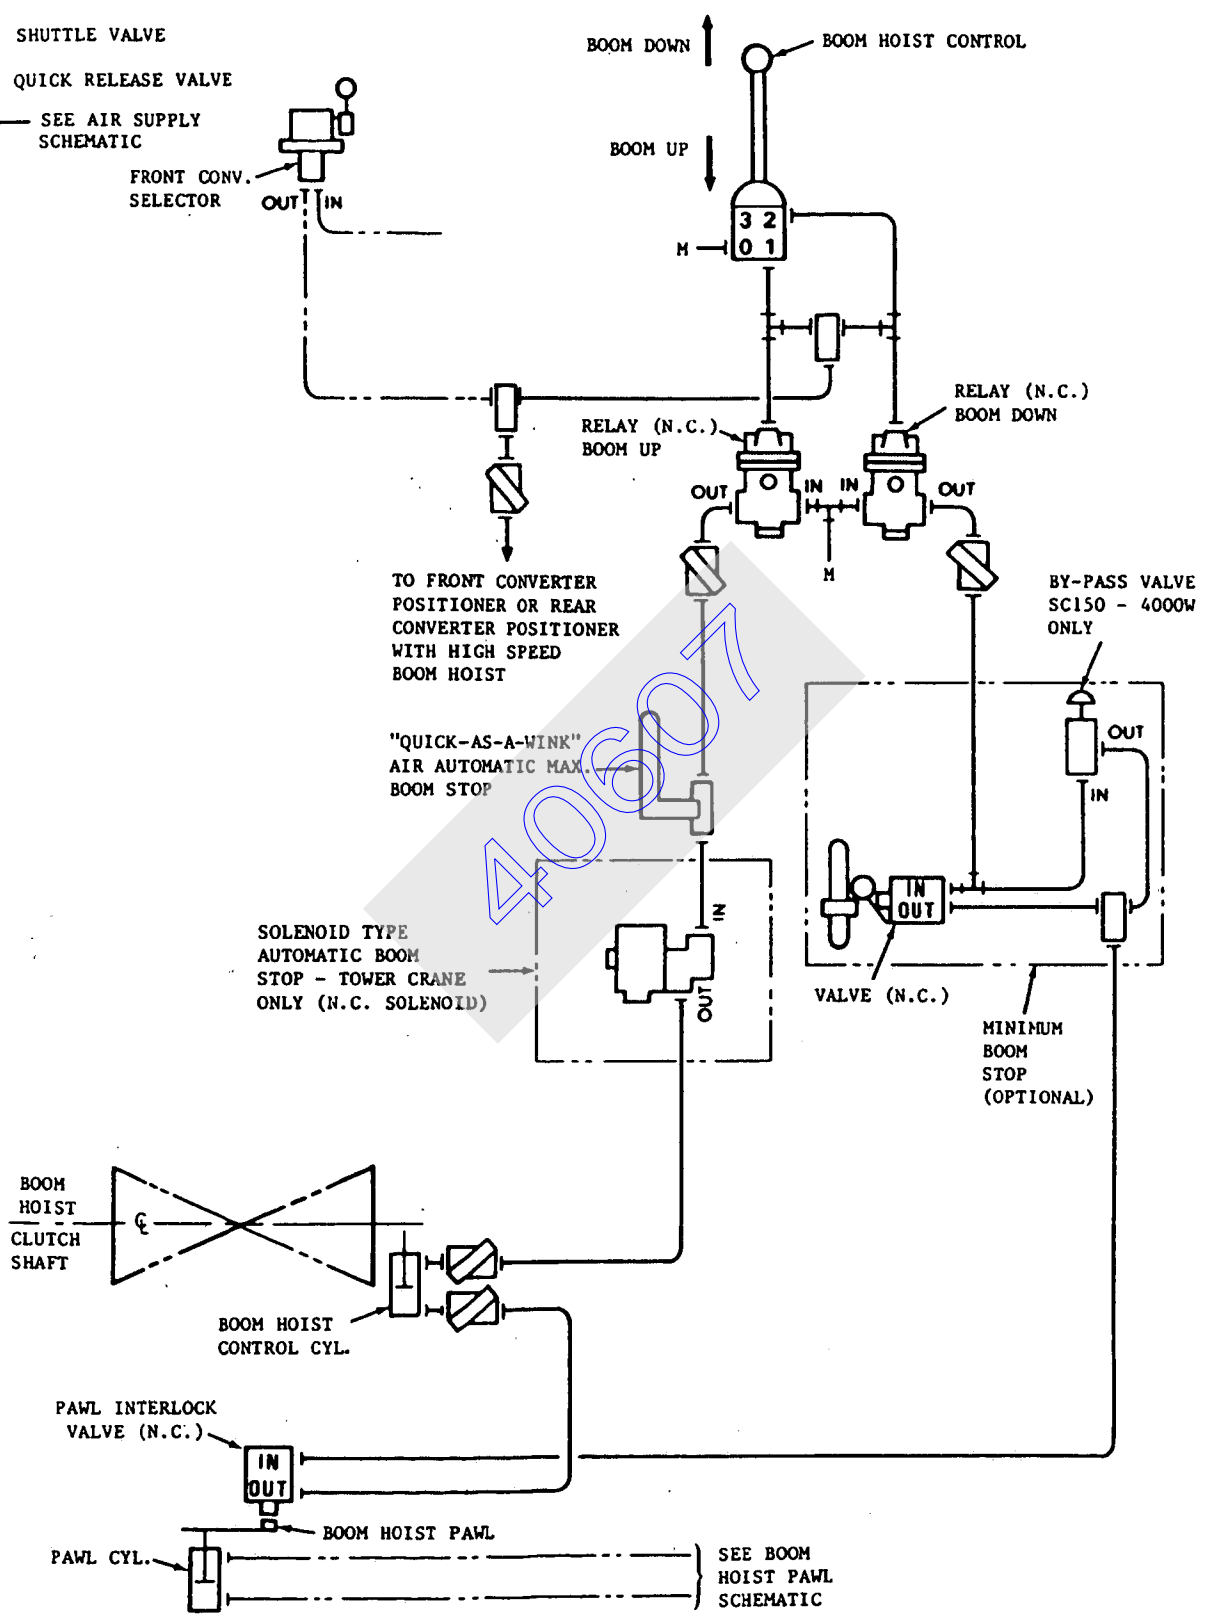 SHUTTLE VALVE
QUICK RELEASE VALVE
SEE AIR SUPPLY
SCHEMATIC
FRONT CONV.
SELECTOR
OUT IN
BOOM DOWN
BOOM HOIST CONTROL
BOOM UP
3 2
0 1
M
RELAY (N.C.)
BOOM UP
RELAY (N.C.)
BOOM DOWN
OUT
IN
IN
OUT
M
TO FRONT CONVERTER
POSITIONER OR REAR
CONVERTER POSITIONER
WITH HIGH SPEED
BOOM HOIST
BY-PASS VALVE
SC150 - 4000W
ONLY
OUT
IN
"QUICK-AS-A-WINK"
AIR AUTOMATIC MAX.
BOOM STOP
40607
IN
OUT
VALVE (N.C.)
MINIMUM
BOOM
STOP
(OPTIONAL)
SOLENOID TYPE
AUTOMATIC BOOM
STOP - TOWER CRANE
ONLY (N.C. SOLENOID)
IN
OUT
BOOM
HOIST
CLUTCH
SHAFT
℄
BOOM HOIST
CONTROL CYL.
PAWL INTERLOCK
VALVE (N.C.)
IN
OUT
BOOM HOIST PAWL
PAWL CYL.
SEE BOOM
HOIST PAWL
SCHEMATIC